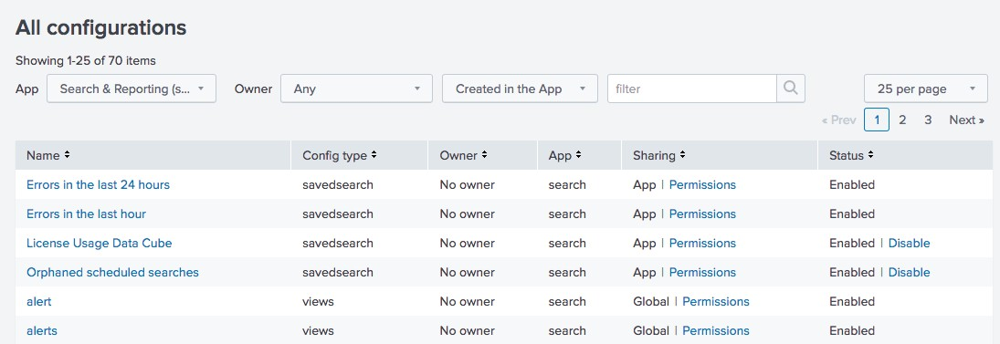 All configurations
Showing 1-25 of 70 items
App Search & Reporting (s... Owner Any Created in the App filter 25 per page
« Prev 1 2 3 Next »
Name Config type Owner App Sharing Status
Errors in the last 24 hours savedsearch No owner search App | Permissions Enabled
Errors in the last hour savedsearch No owner search App | Permissions Enabled
License Usage Data Cube savedsearch No owner search App | Permissions Enabled | Disable
Orphaned scheduled searches savedsearch No owner search App | Permissions Enabled | Disable
alert views No owner search Global | Permissions Enabled
alerts views No owner search Global | Permissions Enabled